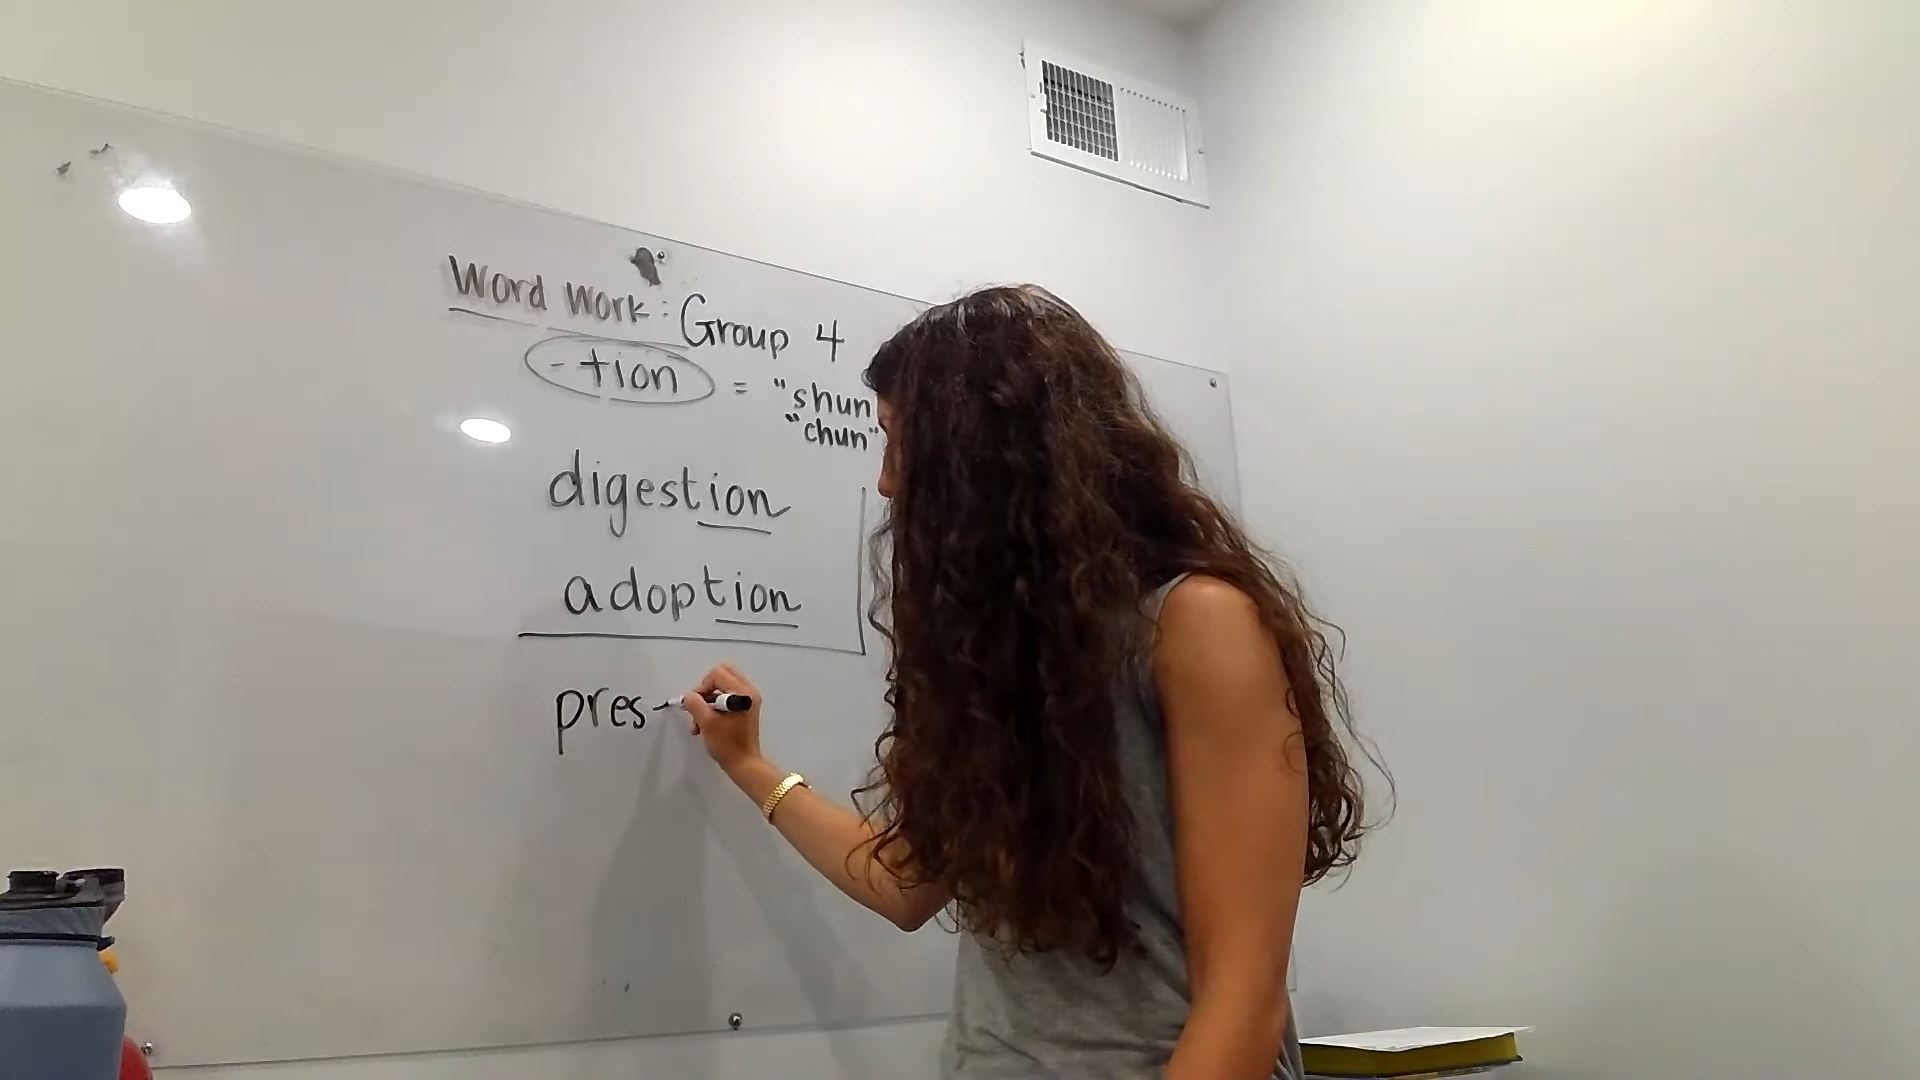 Word Work: Group 4
-tion = "shun
"chun"
digestion
adoption
pres